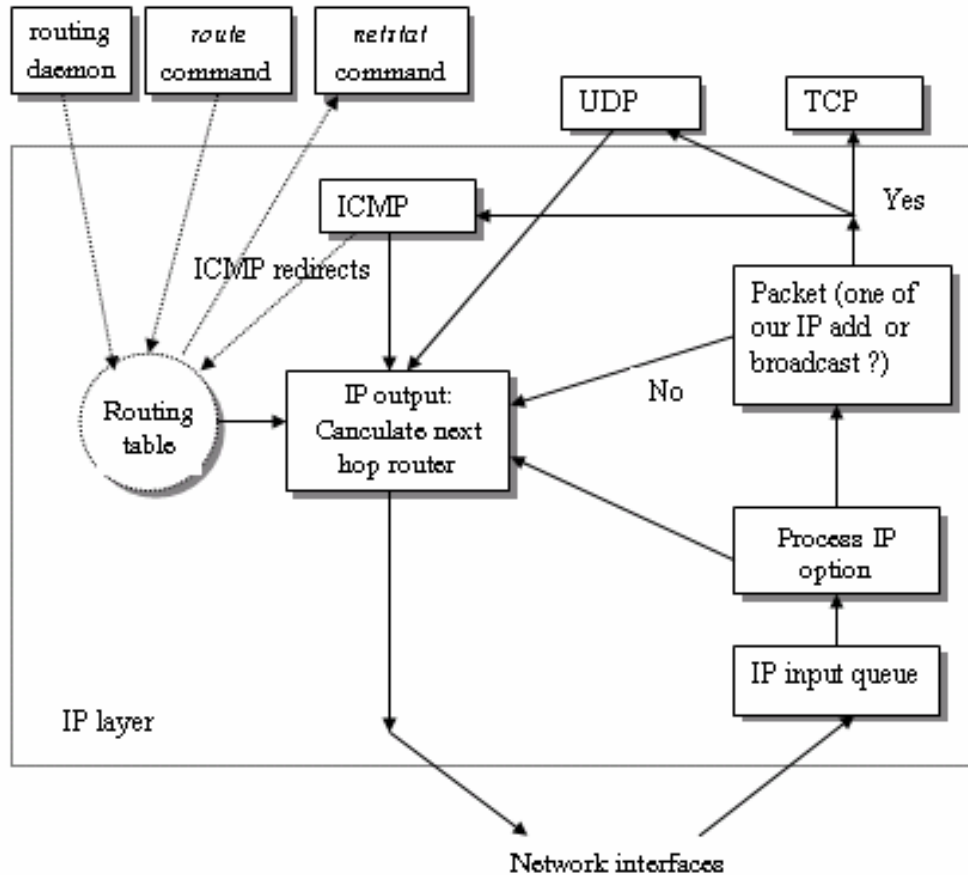 routing
daemon
route
command
netstat
command
UDP
TCP
ICMP
Yes
ICMP redirects
Packet (one of
our IP add or
broadcast ?)
No
Routing
table
IP output:
Canculate next
hop router
Process IP
option
IP input queue
IP layer
Network interfaces